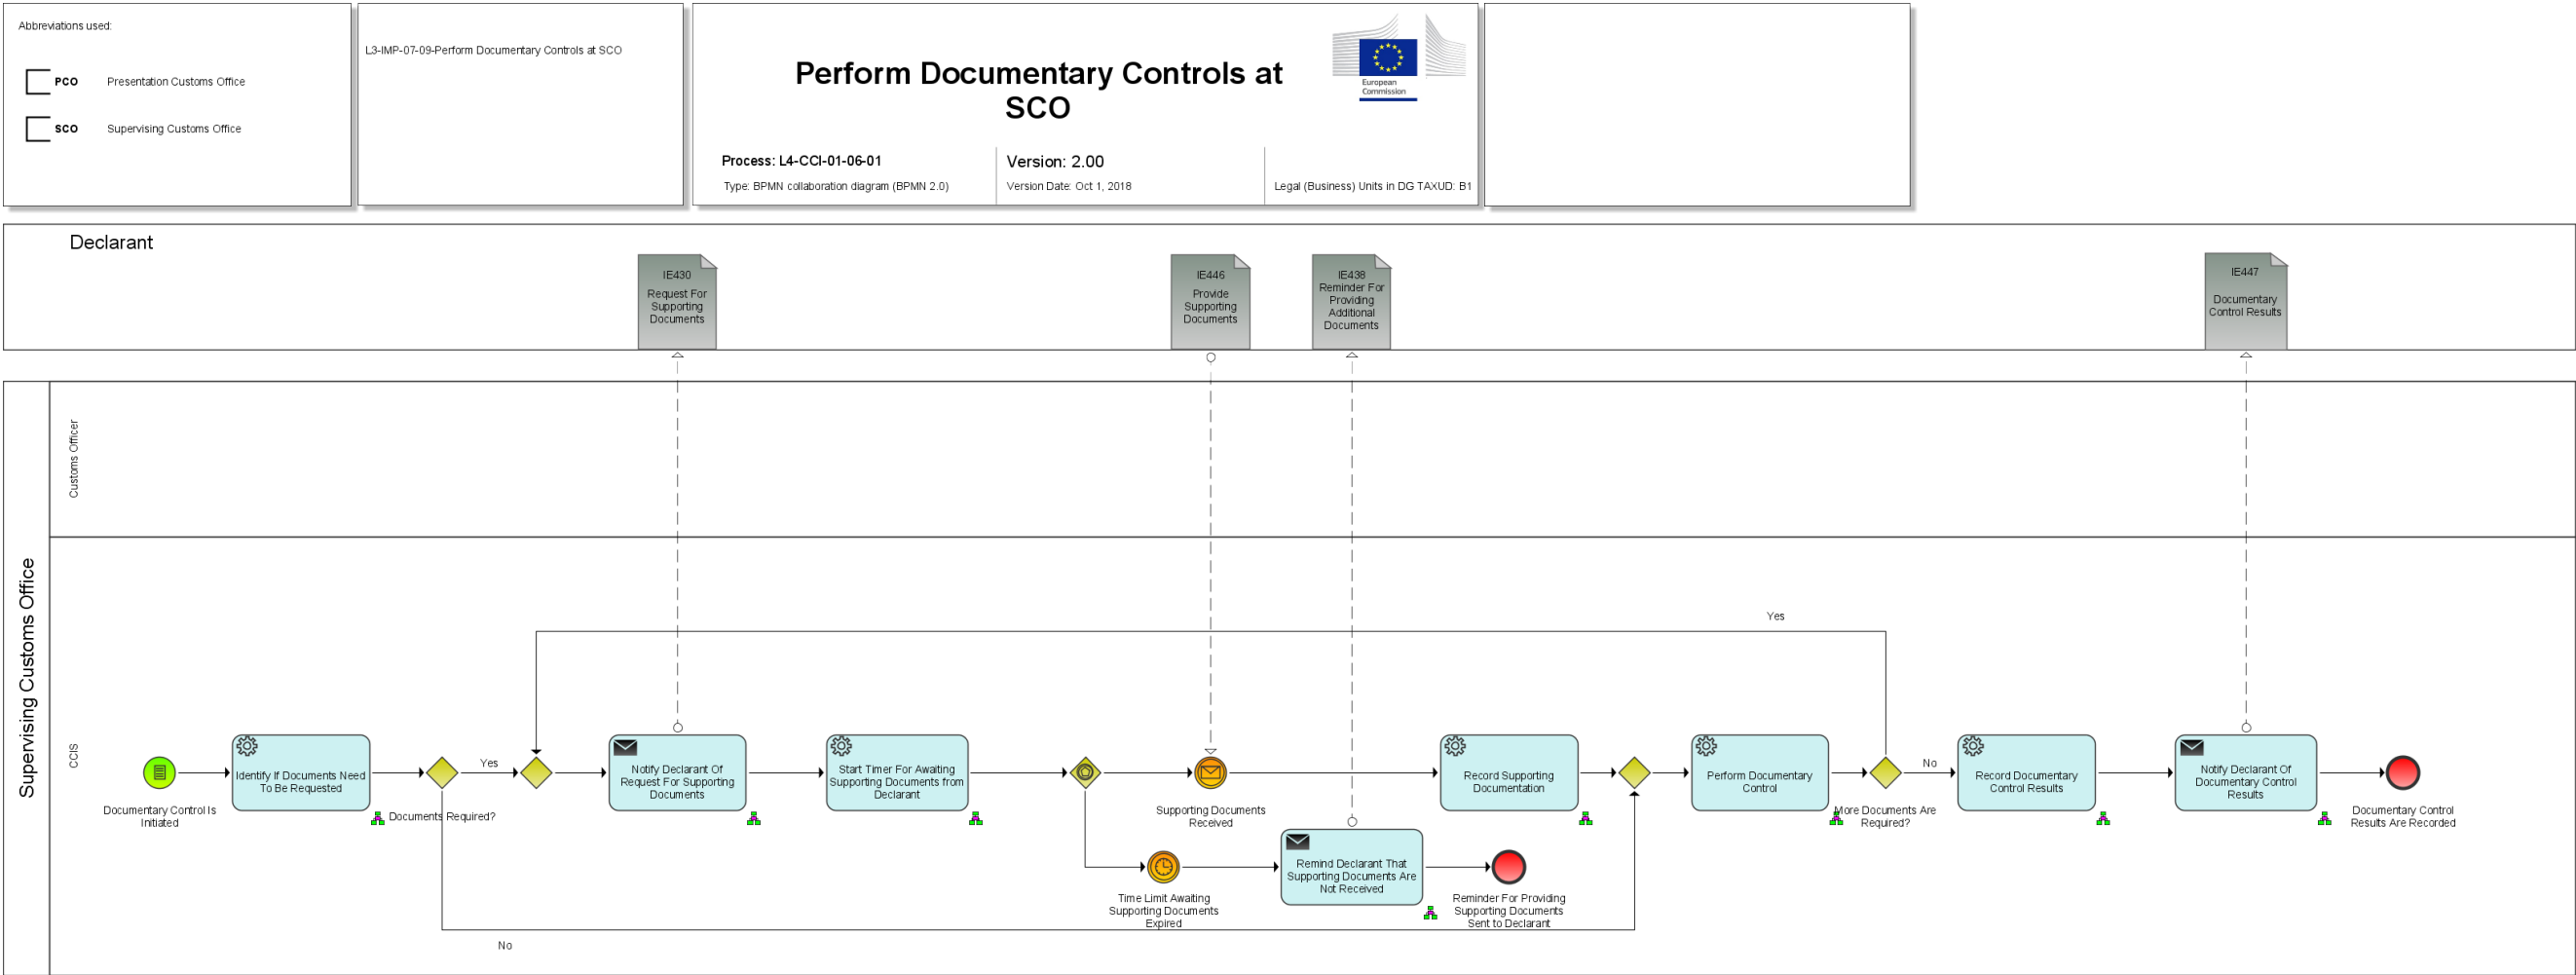 Abbreviations used:
PCO Presentation Customs Office
SCO Supervising Customs Office
L3-IMP-07-09-Perform Documentary Controls at SCO
Perform Documentary Controls at
SCO
European
Commission
Process: L4-CCI-01-06-01
Version: 2.00
Type: BPMN collaboration diagram (BPMN 2.0)
Version Date: Oct 1, 2018
Legal (Business) Units in DG TAXUD: B1
Declarant
IE430
Request For
Supporting
Documents
IE446
Provide
Supporting
Documents
IE438
Reminder For
Providing
Additional
Documents
IE447
Documentary
Control Results
Supervising Customs Office
Customs Officer
CCIS
Documentary Control Is
Initiated
Identify If Documents Need
To Be Requested
Documents Required?
Yes
No
Notify Declarant Of
Request For Supporting
Documents
Start Timer For Awaiting
Supporting Documents from
Declarant
Supporting Documents
Received
Time Limit Awaiting
Supporting Documents
Expired
Remind Declarant That
Supporting Documents Are
Not Received
Reminder For Providing
Supporting Documents
Sent to Declarant
Record Supporting
Documentation
Perform Documentary
Control
More Documents Are
Required?
Yes
No
Record Documentary
Control Results
Notify Declarant Of
Documentary Control
Results
Documentary Control
Results Are Recorded